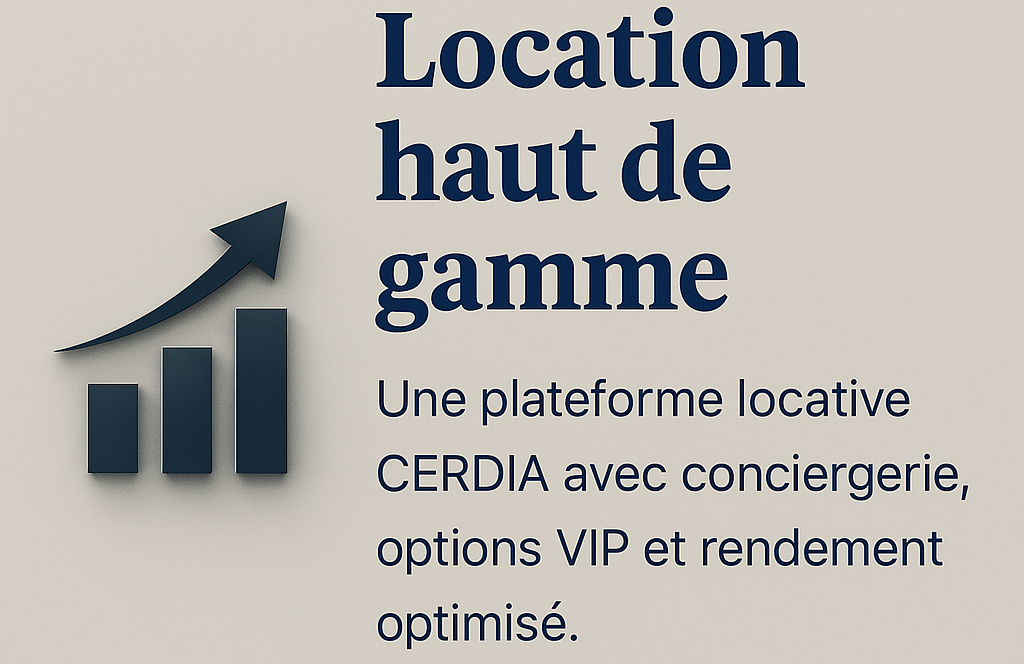 Location
haut de
gamme
Une plateforme locative
CERDIA avec conciergerie,
options VIP et rendement
optimisé.